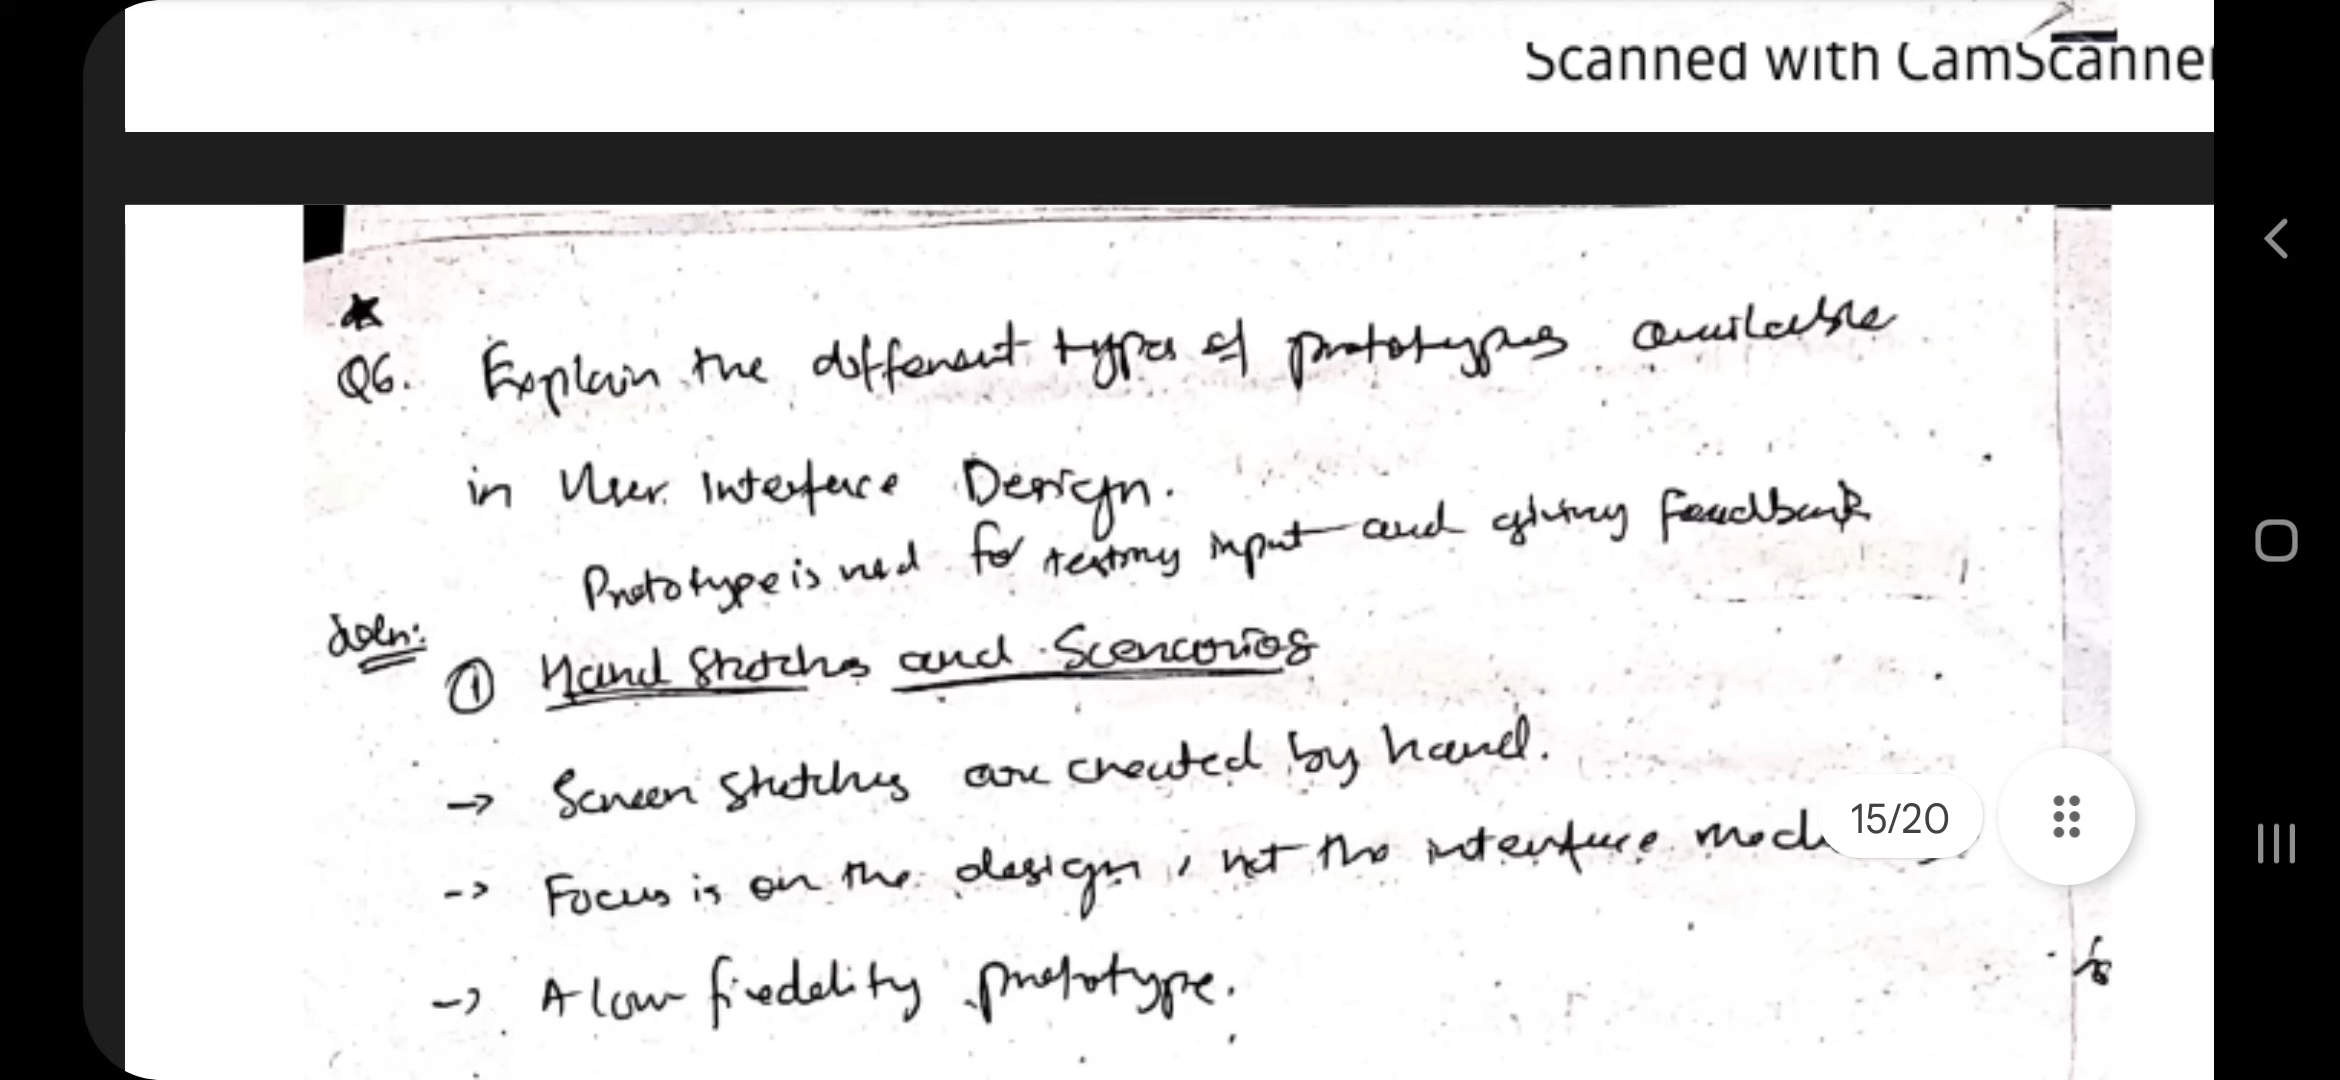 Scanned with CamScanner
Q6. Explain the different types of prototypes available
in User Interface Design.
Prototype is used for testing input and giving feedback
Soln:
① Hand Sketches and Scencorios
-> Screen sketches are created by hand.
-> Focus is on the design, not the interface
15/20
-> A low fiedelity prototype.